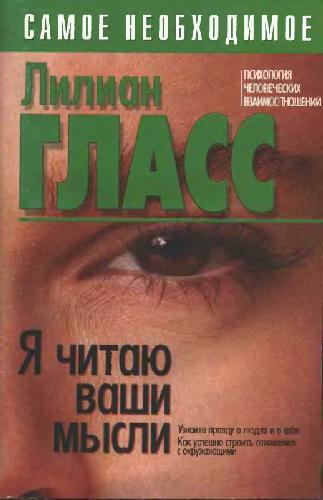 САМОЕ НЕОБХОДИМОЕ
Лилиан
ГЛАСС
ПСИХОЛОГИЯ
ЧЕЛОВЕЧЕСКИХ
ВЗАИМООТНОШЕНИЙ
Я читаю
ваши
мысли
Узнайте правду о людях и о себе
Как успешно строить отношения
с окружающими